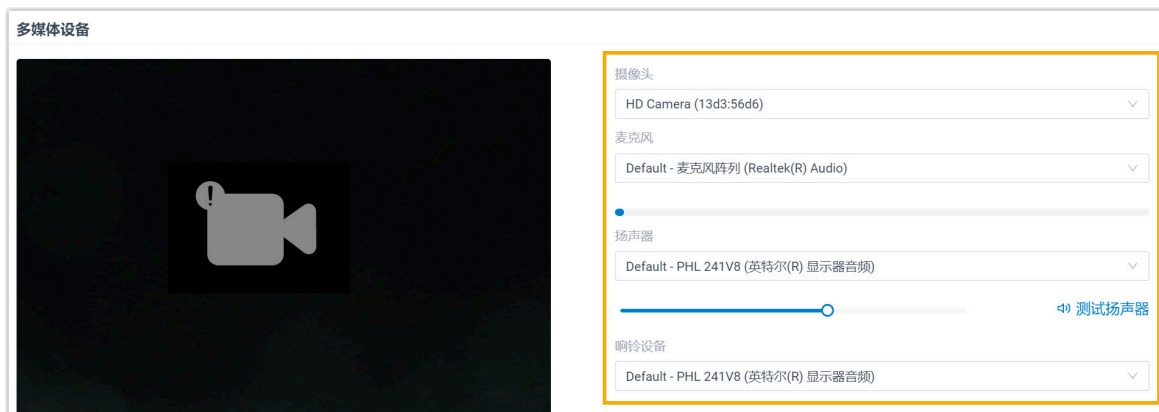 多媒体设备
摄像头
HD Camera (13d3:56d6)
麦克风
Default - 麦克风阵列 (Realtek(R) Audio)
扬声器
Default - PHL 241V8 (英特尔(R) 显示器音频)
测试扬声器
响铃设备
Default - PHL 241V8 (英特尔(R) 显示器音频)